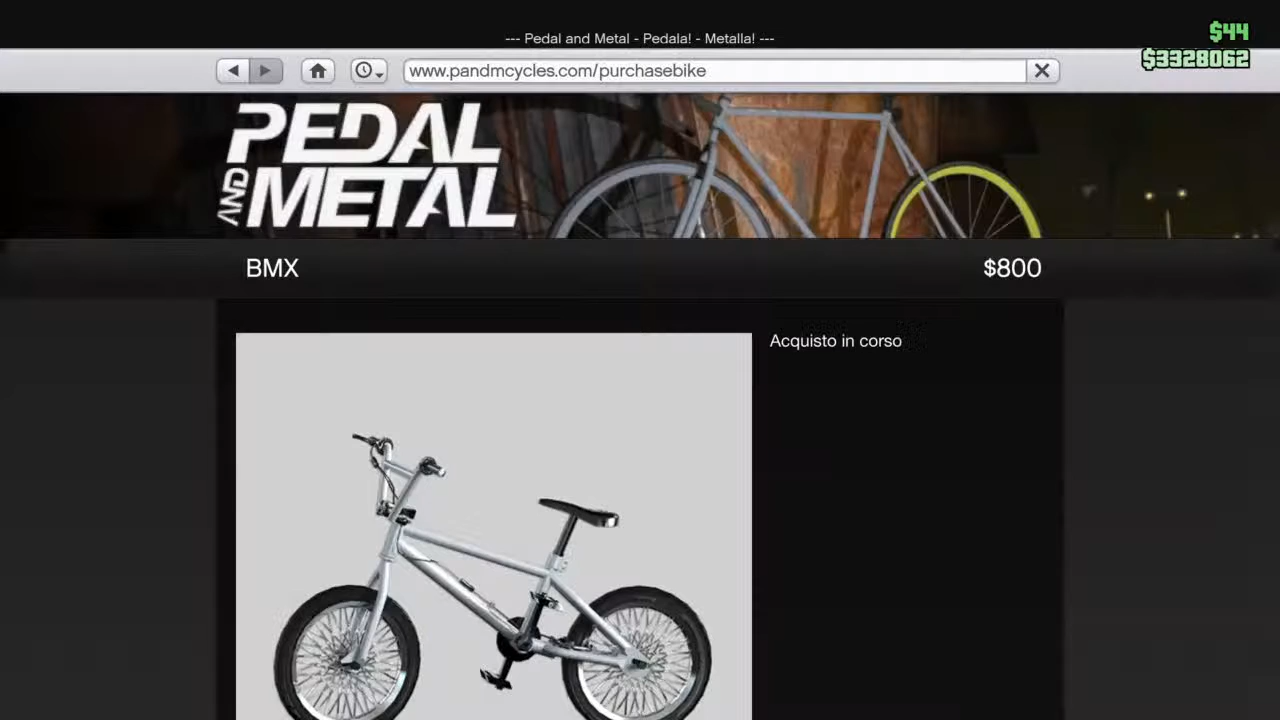 --- Pedal and Metal - Pedala! - Metalla! ---
$44
$3328062
www.pandmcycles.com/purchasebike
PEDAL
AND
METAL
BMX
$800
Acquisto in corso